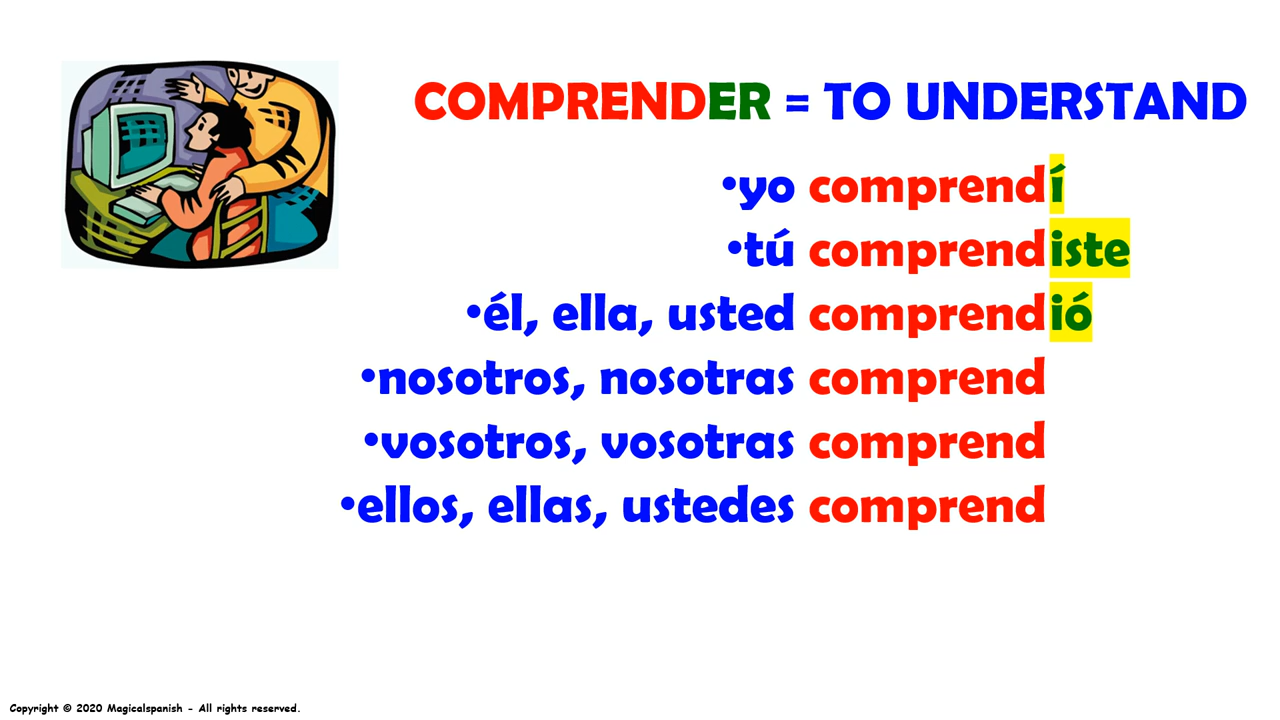 COMPRENDER = TO UNDERSTAND
•yo comprendí
•tú comprendiste
•él, ella, usted comprendió
•nosotros, nosotras comprend
•vosotros, vosotras comprend
•ellos, ellas, ustedes comprend
Copyright © 2020 Magicalspanish - All rights reserved.